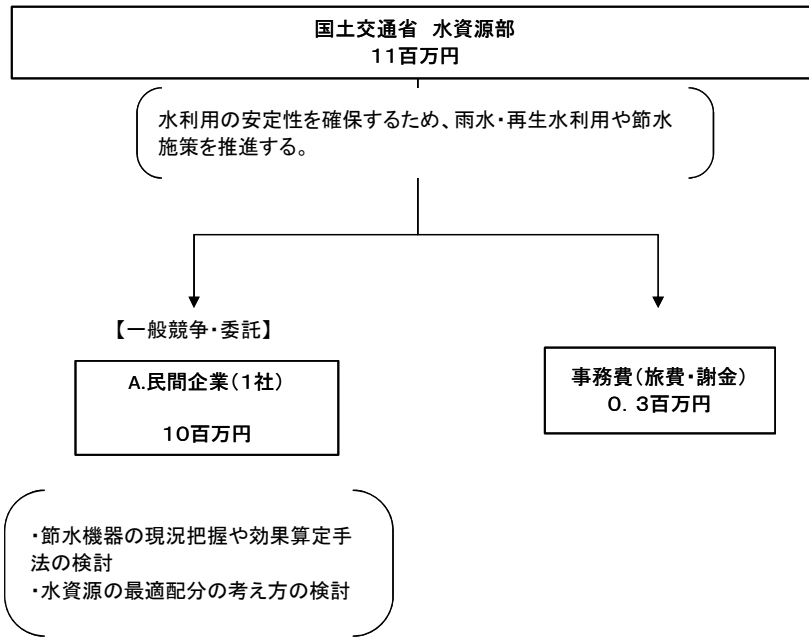 国土交通省 水資源部
11百万円
水利用の安定性を確保するため、雨水・再生水利用や節水
施策を推進する。
【一般競争・委託】
A.民間企業(1社)
10百万円
事務費(旅費・謝金)
0.3百万円
・節水機器の現況把握や効果算定手
法の検討
・水資源の最適配分の考え方の検討